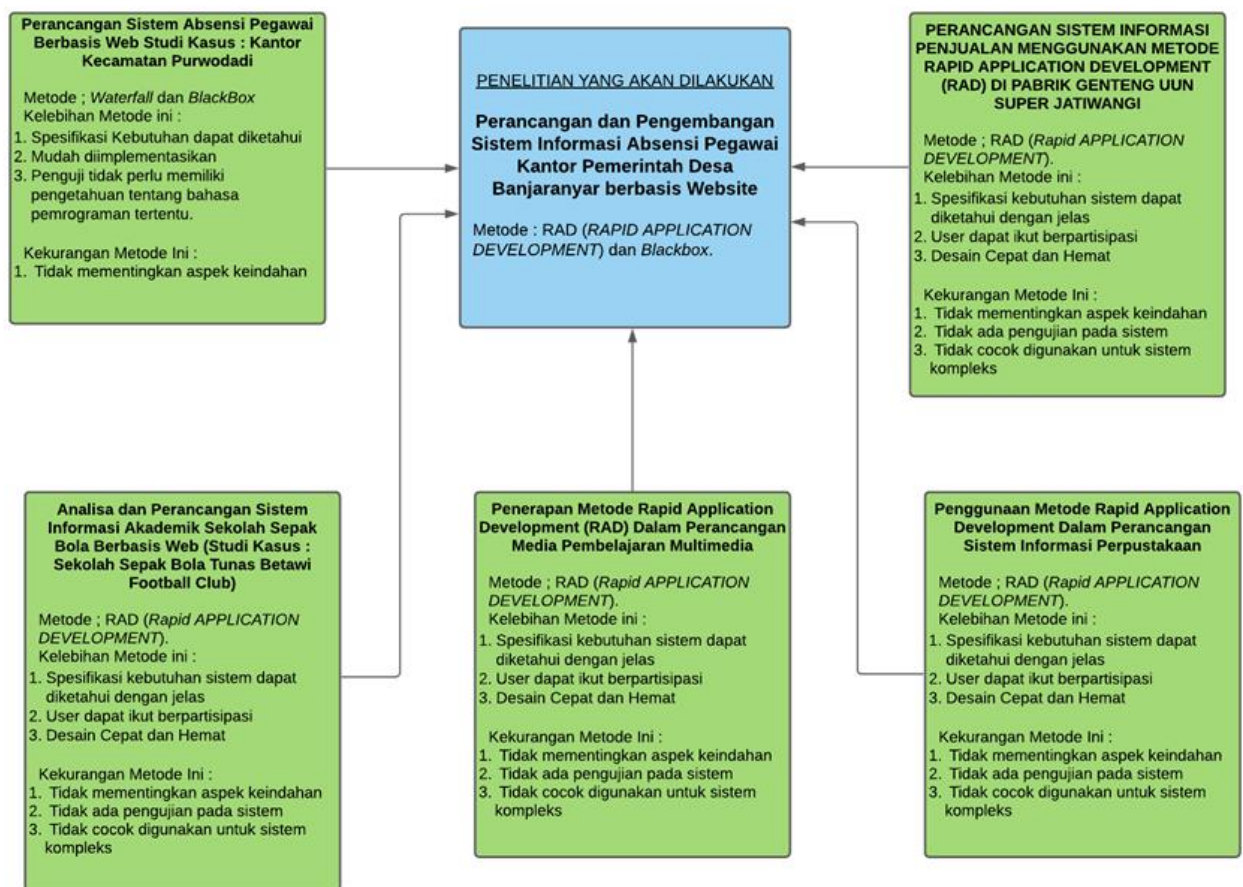 Perancangan Sistem Absensi Pegawai
Berbasis Web Studi Kasus : Kantor
Kecamatan Purwodadi
Metode ; Waterfall dan BlackBox
Kelebihan Metode ini :
1. Spesifikasi Kebutuhan dapat diketahui
2. Mudah diimplementasikan
3. Penguji tidak perlu memiliki
pengetahuan tentang bahasa
pemrograman tertentu.
Kekurangan Metode Ini :
1. Tidak mementingkan aspek keindahan
PENELITIAN YANG AKAN DILAKUKAN
Perancangan dan Pengembangan
Sistem Informasi Absensi Pegawai
Kantor Pemerintah Desa
Banjaranyar berbasis Website
Metode : RAD (RAPID APPLICATION
DEVELOPMENT) dan Blackbox.
PERANCANGAN SISTEM INFORMASI
PENJUALAN MENGGUNAKAN METODE
RAPID APPLICATION DEVELOPMENT
(RAD) DI PABRIK GENTENG UUN
SUPER JATIWANGI
Metode ; RAD (Rapid APPLICATION
DEVELOPMENT).
Kelebihan Metode ini :
1. Spesifikasi kebutuhan sistem dapat
diketahui dengan jelas
2. User dapat ikut berpartisipasi
3. Desain Cepat dan Hemat
Kekurangan Metode Ini :
1. Tidak mementingkan aspek keindahan
2. Tidak ada pengujian pada sistem
3. Tidak cocok digunakan untuk sistem
kompleks
Analisa dan Perancangan Sistem
Informasi Akademik Sekolah Sepak
Bola Berbasis Web (Studi Kasus :
Sekolah Sepak Bola Tunas Betawi
Football Club)
Metode ; RAD (Rapid APPLICATION
DEVELOPMENT).
Kelebihan Metode ini :
1. Spesifikasi kebutuhan sistem dapat
diketahui dengan jelas
2. User dapat ikut berpartisipasi
3. Desain Cepat dan Hemat
Kekurangan Metode Ini :
1. Tidak mementingkan aspek keindahan
2. Tidak ada pengujian pada sistem
3. Tidak cocok digunakan untuk sistem
kompleks
Penerapan Metode Rapid Application
Development (RAD) Dalam Perancangan
Media Pembelajaran Multimedia
Metode ; RAD (Rapid APPLICATION
DEVELOPMENT).
Kelebihan Metode ini :
1. Spesifikasi kebutuhan sistem dapat
diketahui dengan jelas
2. User dapat ikut berpartisipasi
3. Desain Cepat dan Hemat
Kekurangan Metode Ini :
1. Tidak mementingkan aspek keindahan
2. Tidak ada pengujian pada sistem
3. Tidak cocok digunakan untuk sistem
kompleks
Penggunaan Metode Rapid Application
Development Dalam Perancangan
Sistem Informasi Perpustakaan
Metode ; RAD (Rapid APPLICATION
DEVELOPMENT).
Kelebihan Metode ini :
1. Spesifikasi kebutuhan sistem dapat
diketahui dengan jelas
2. User dapat ikut berpartisipasi
3. Desain Cepat dan Hemat
Kekurangan Metode Ini :
1. Tidak mementingkan aspek keindahan
2. Tidak ada pengujian pada sistem
3. Tidak cocok digunakan untuk sistem
kompleks